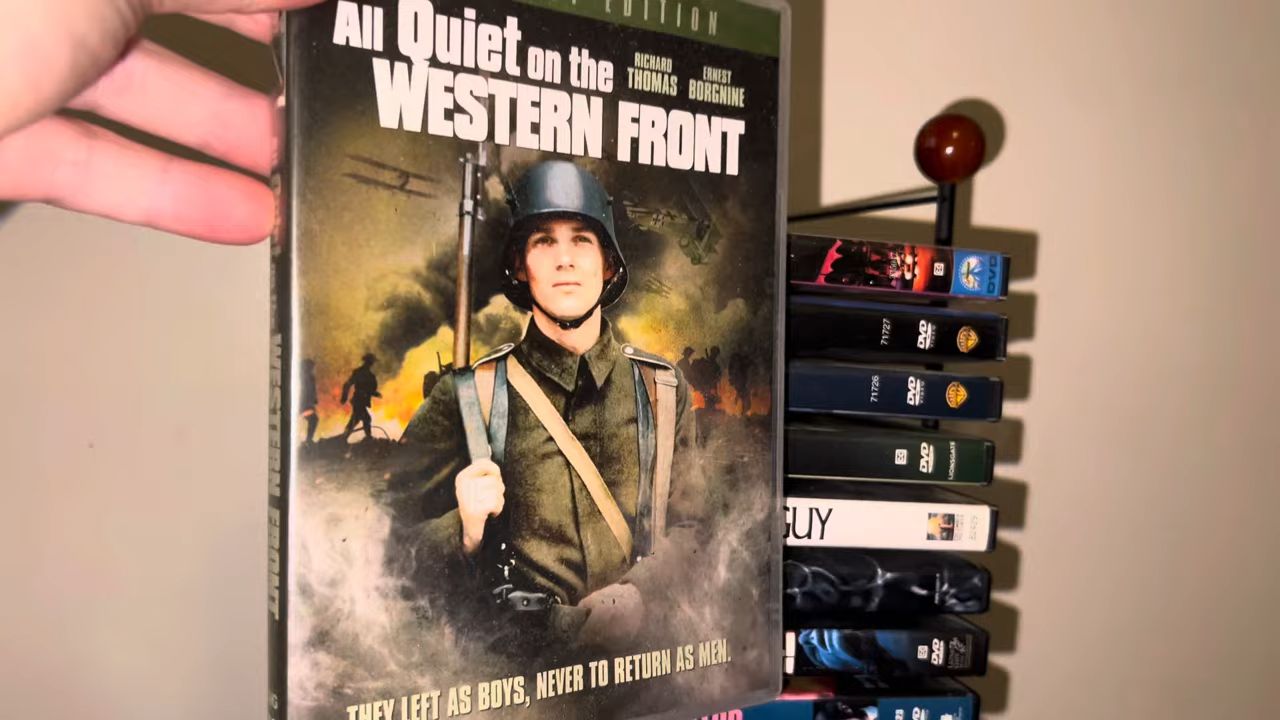 EDITION
All Quiet on the
WESTERN FRONT
RICHARD
THOMAS
ERNEST
BORGNINE
THEY LEFT AS BOYS, NEVER TO RETURN AS MEN.
WESTERN FRONT
DVD
71727
DVD
71726
DVD
DVD
LIONSGATE
GUY
DVD